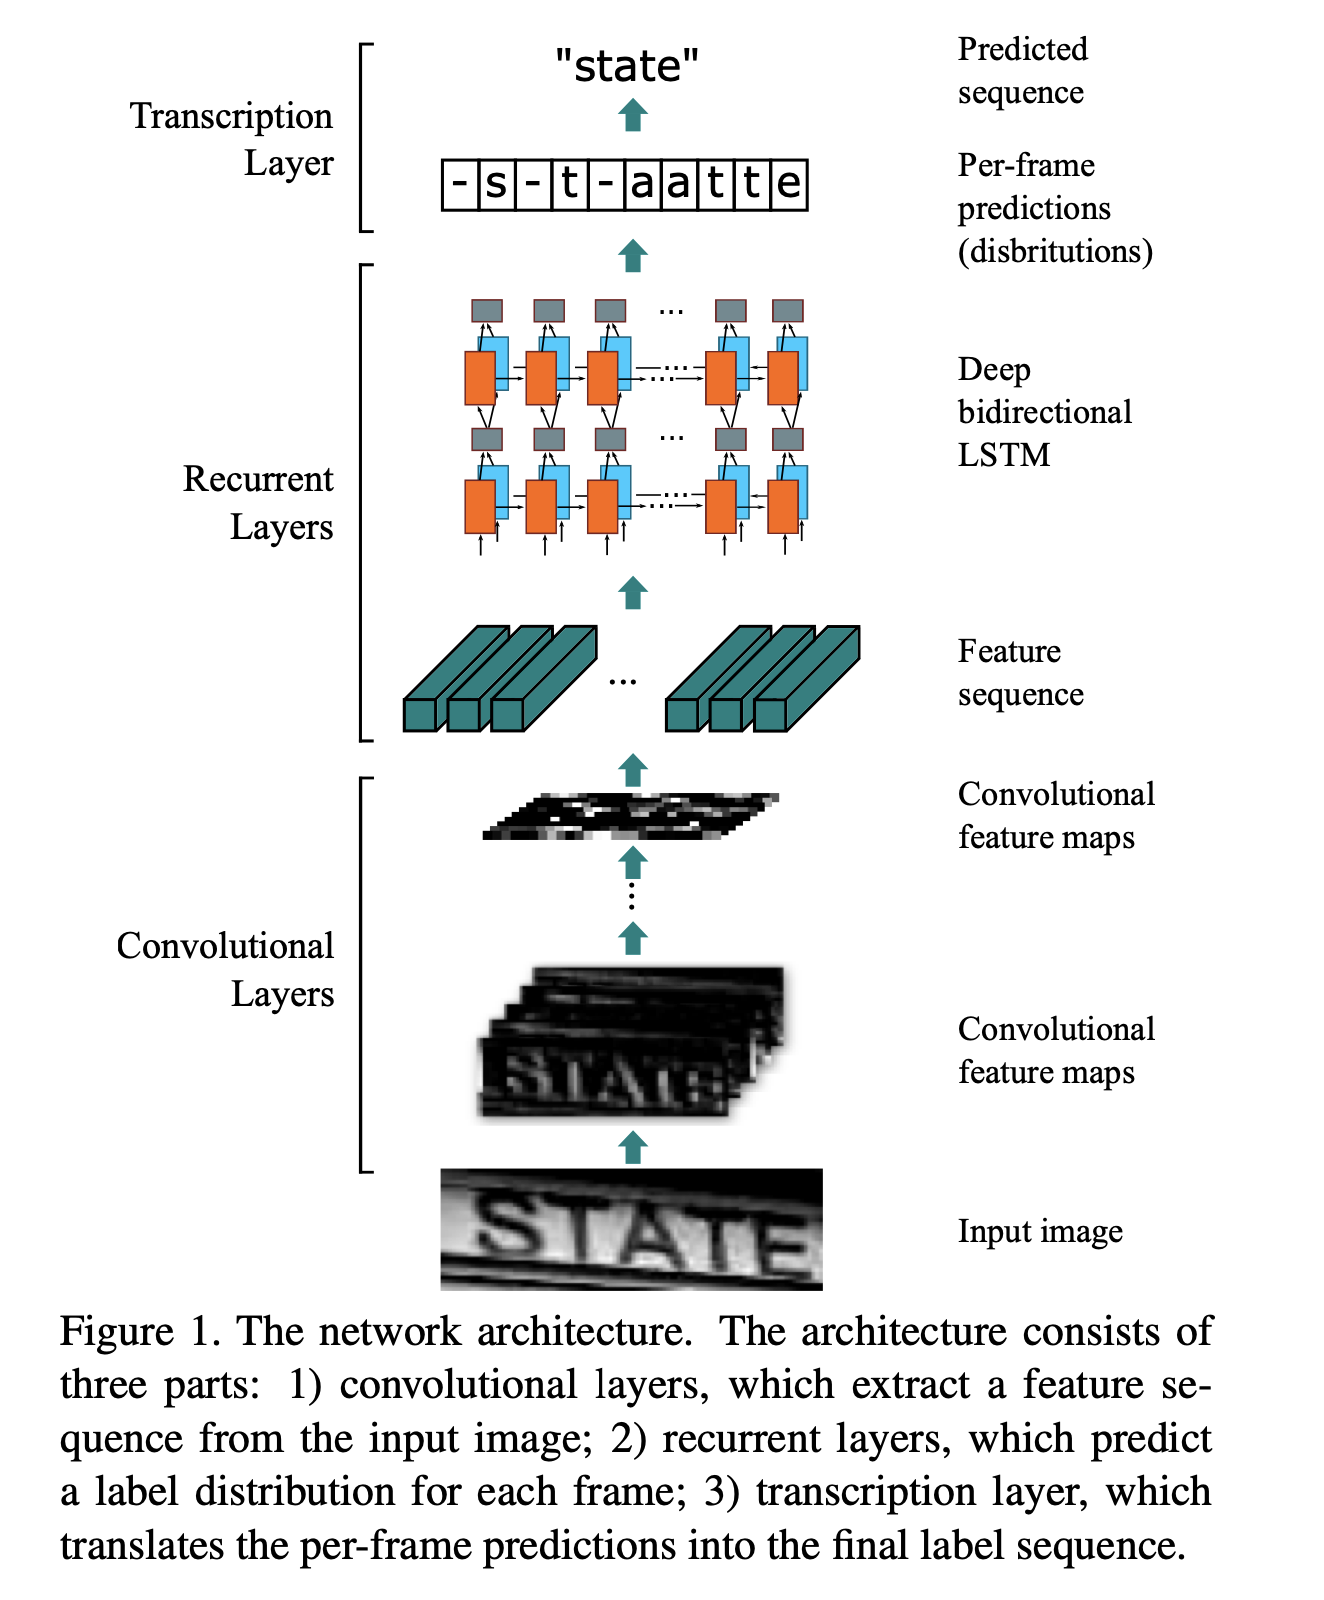 "state"
Predicted
sequence
Transcription
Layer
-s-t-aatte
Per-frame
predictions
(disbritutions)
...
Deep
bidirectional
LSTM
Recurrent
Layers
Feature
sequence
...
Convolutional
feature maps
Convolutional
Layers
STATE
Convolutional
feature maps
STATE
Input image
Figure 1. The network architecture. The architecture consists of
three parts: 1) convolutional layers, which extract a feature se-
quence from the input image; 2) recurrent layers, which predict
a label distribution for each frame; 3) transcription layer, which
translates the per-frame predictions into the final label sequence.